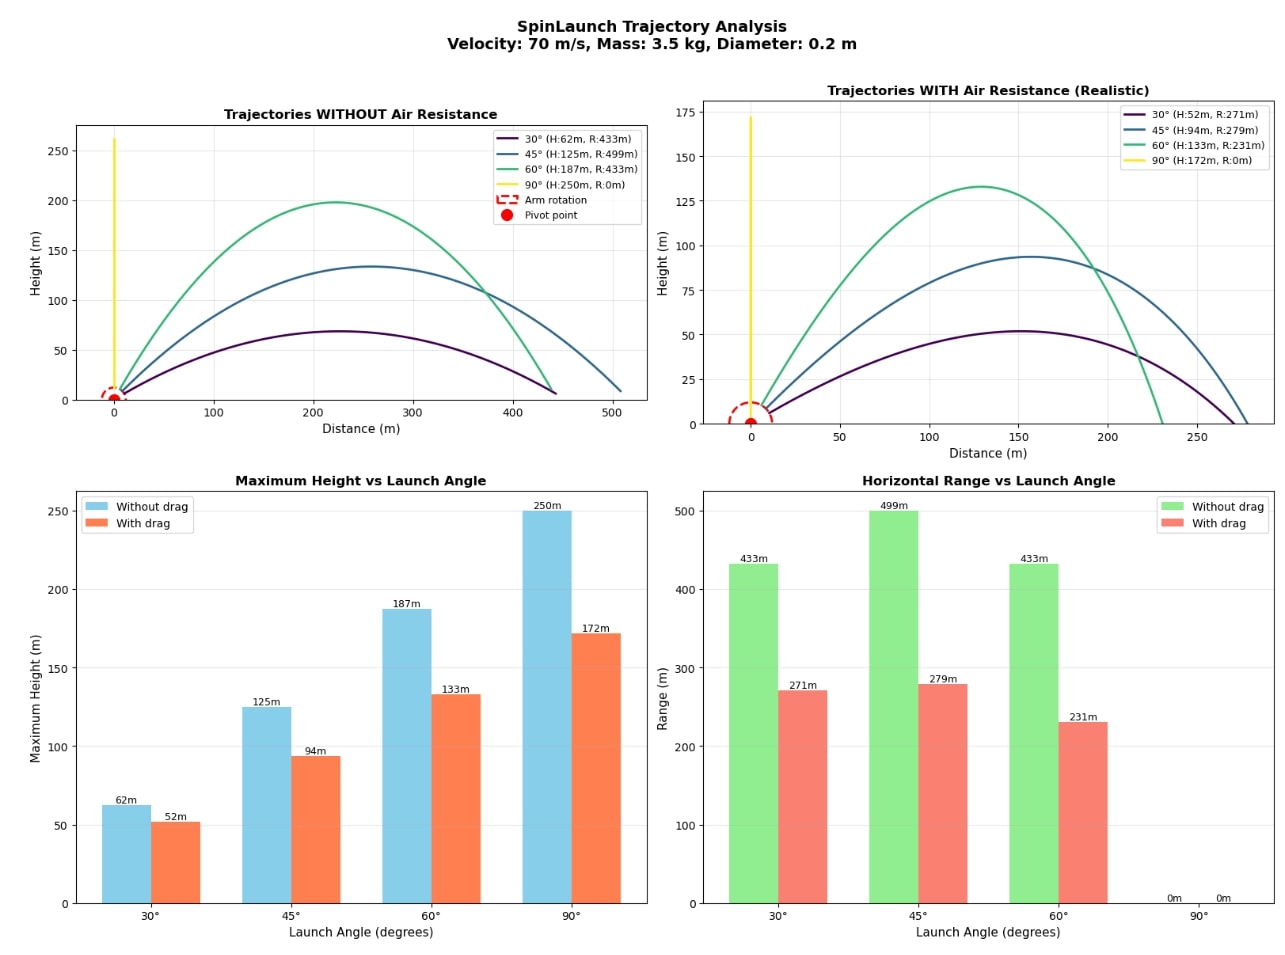 SpinLaunch Trajectory Analysis
Velocity: 70 m/s, Mass: 3.5 kg, Diameter: 0.2 m
Trajectories WITHOUT Air Resistance
30° (H:62m, R:433m)
45° (H:125m, R:499m)
60° (H:187m, R:433m)
90° (H:250m, R:0m)
Arm rotation
Pivot point
250
200
150
100
50
0
Height (m)
0 100 200 300 400 500
Distance (m)
Trajectories WITH Air Resistance (Realistic)
30° (H:52m, R:271m)
45° (H:94m, R:279m)
60° (H:133m, R:231m)
90° (H:172m, R:0m)
175
150
125
100
75
50
25
0
Height (m)
0 50 100 150 200 250
Distance (m)
Maximum Height vs Launch Angle
Without drag
With drag
250
200
150
100
50
0
Maximum Height (m)
62m
52m
125m
94m
187m
133m
250m
172m
30° 45° 60° 90°
Launch Angle (degrees)
Horizontal Range vs Launch Angle
Without drag
With drag
500
400
300
200
100
0
Range (m)
433m
271m
499m
279m
433m
231m
0m
0m
30° 45° 60° 90°
Launch Angle (degrees)